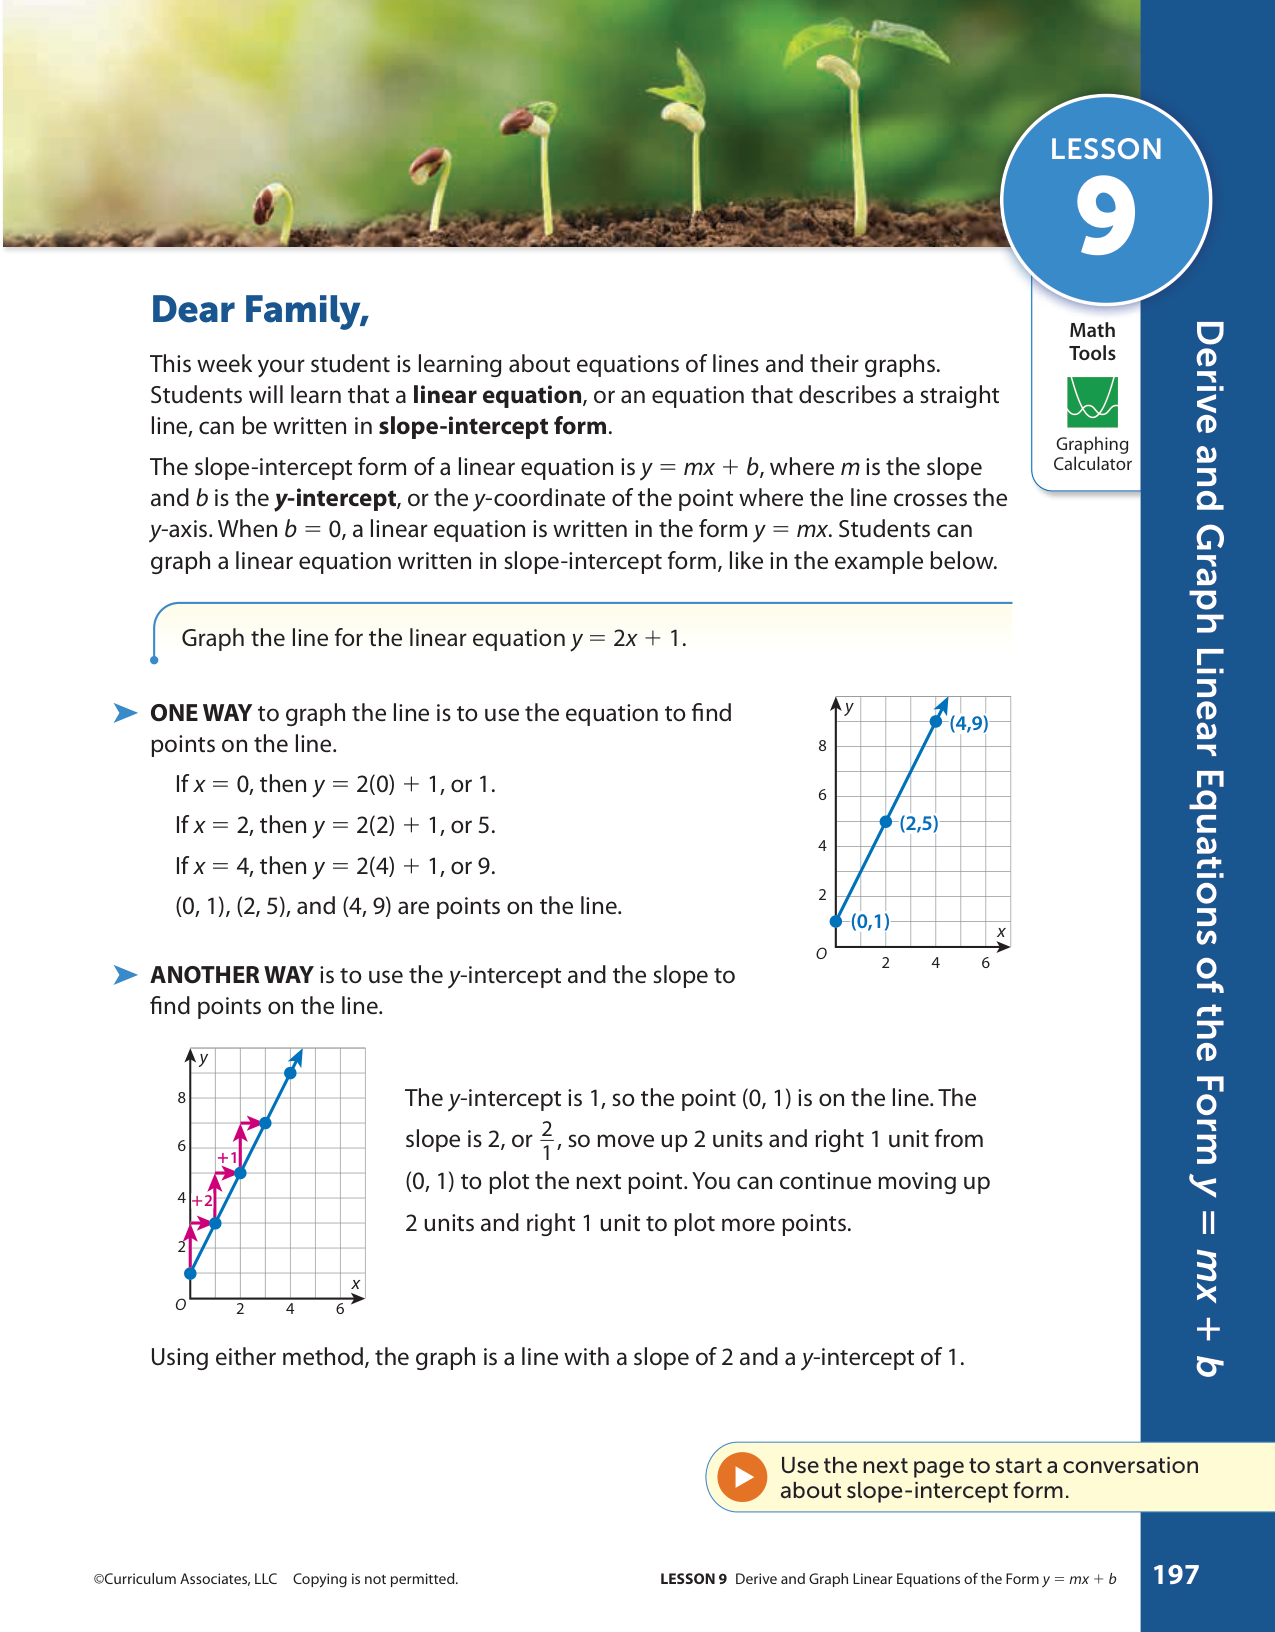 LESSON
9
Math
Tools
Graphing
Calculator
Derive and Graph Linear Equations of the Form y = mx + b
Dear Family,
This week your student is learning about equations of lines and their graphs.
Students will learn that a linear equation, or an equation that describes a straight
line, can be written in slope-intercept form.
The slope-intercept form of a linear equation is y = mx + b, where m is the slope
and b is the y-intercept, or the y-coordinate of the point where the line crosses the
y-axis. When b = 0, a linear equation is written in the form y = mx. Students can
graph a linear equation written in slope-intercept form, like in the example below.
Graph the line for the linear equation y = 2x + 1.
ONE WAY to graph the line is to use the equation to find
points on the line.
If x = 0, then y = 2(0) + 1, or 1.
If x = 2, then y = 2(2) + 1, or 5.
If x = 4, then y = 2(4) + 1, or 9.
(0, 1), (2, 5), and (4, 9) are points on the line.
y
(4,9)
8
6
(2,5)
4
2
(0,1)
x
O
2 4 6
ANOTHER WAY is to use the y-intercept and the slope to
find points on the line.
y
8
6
+1
4
+2
2
x
O
2 4 6
The y-intercept is 1, so the point (0, 1) is on the line. The
slope is 2, or 2/1, so move up 2 units and right 1 unit from
(0, 1) to plot the next point. You can continue moving up
2 units and right 1 unit to plot more points.
Using either method, the graph is a line with a slope of 2 and a y-intercept of 1.
Use the next page to start a conversation
about slope-intercept form.
©Curriculum Associates, LLC Copying is not permitted.
LESSON 9 Derive and Graph Linear Equations of the Form y = mx + b
197